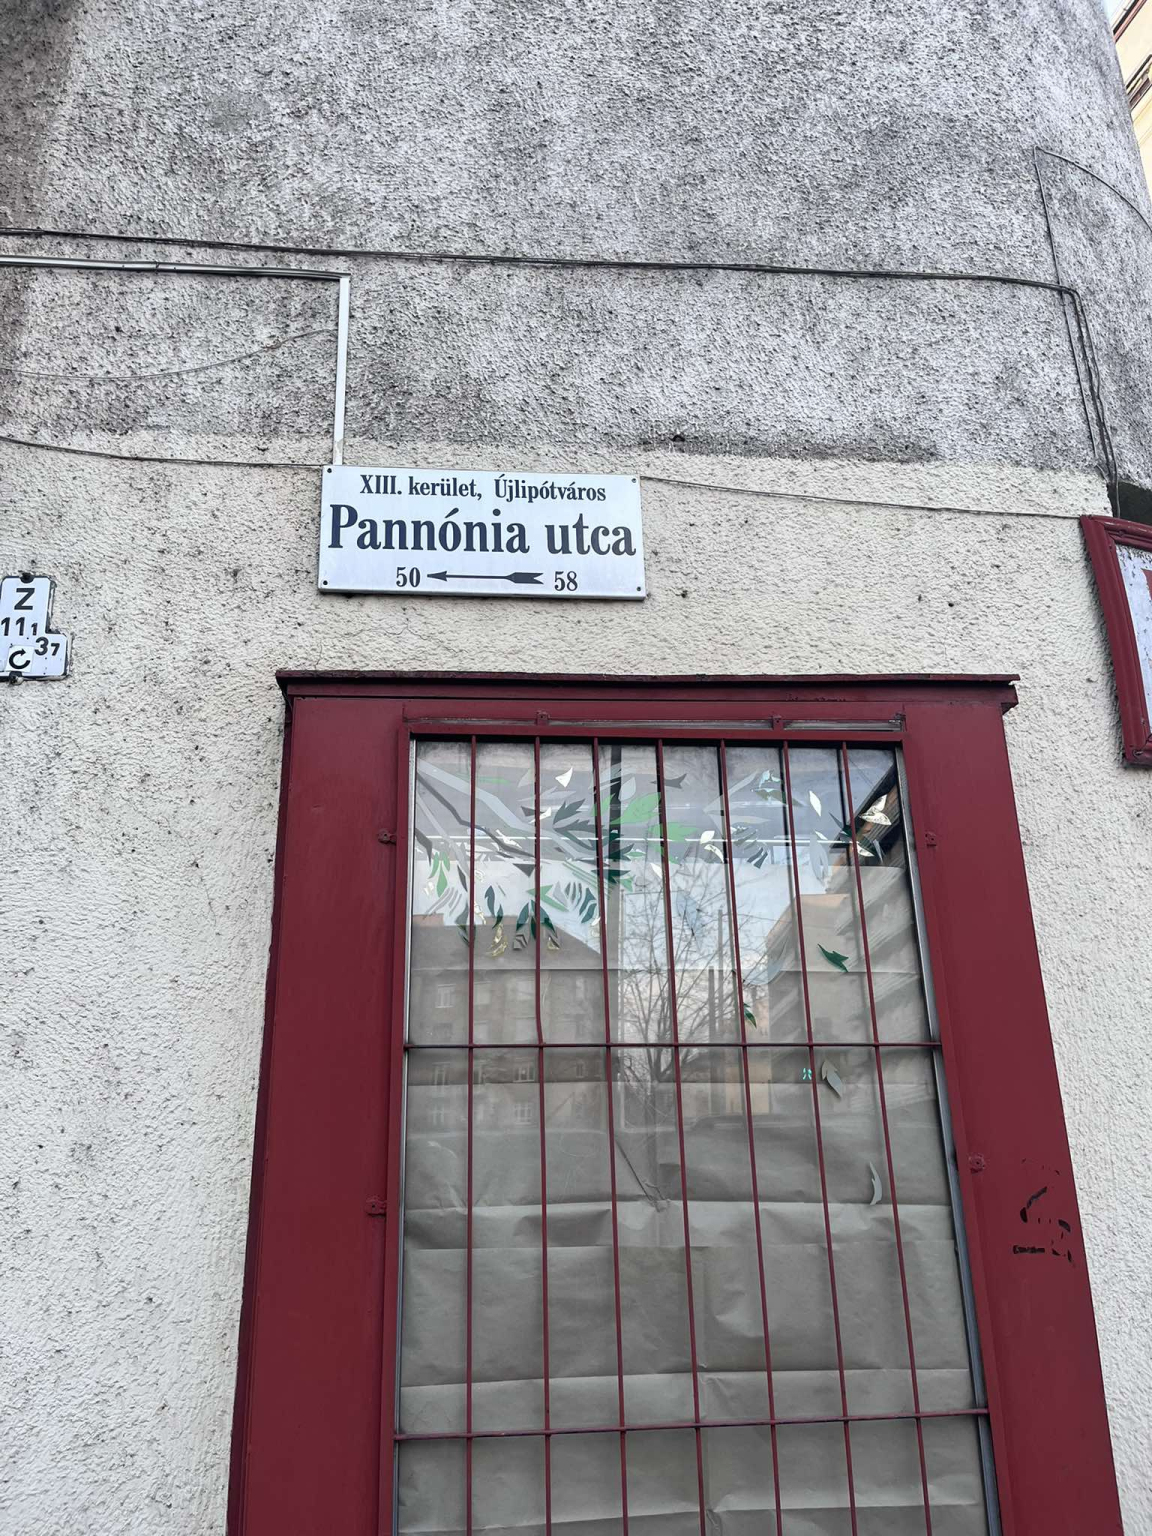 XIII. kerület, Újlipótváros
Pannónia utca
50 58
Z
11 1
37